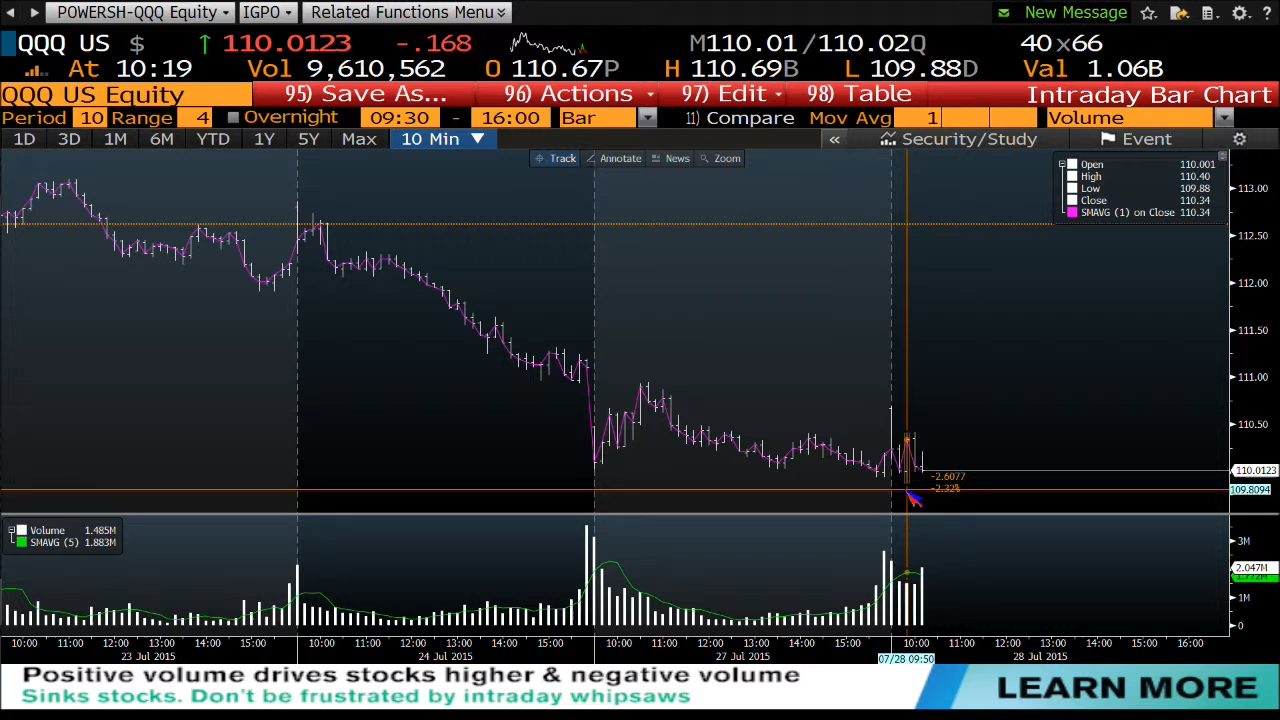 POWERSH-QQQ Equity IGPO Related Functions Menu New Message
QQQ US $ 110.0123 -.168 M110.01 /110.02Q 40x66
At 10:19 Vol 9,610,562 O 110.67P H 110.69B L 109.88D Val 1.06B
QQQ US Equity 95) Save As... 96) Actions 97) Edit 98) Table Intraday Bar Chart
Period 10 Range 4 Overnight 09:30 - 16:00 Bar 11) Compare Mov Avg 1 Volume
1D 3D 1M 6M YTD 1Y 5Y Max 10 Min « Security/Study Event
Track Annotate News Zoom
Open 110.001
High 110.40
Low 109.88
Close 110.34
SMAVG (1) on Close 110.34
113.00
112.50
112.00
111.50
111.00
110.50
110.0123
-2.6077
-2.32%
109.8094
Volume 1.485M
SMAVG (5) 1.883M
3M
2.047M
1M
0
10:00 11:00 12:00 13:00 14:00 15:00 10:00 11:00 12:00 13:00 14:00 15:00 10:00 11:00 12:00 13:00 14:00 15:00 10:00 11:00 12:00 13:00 14:00 15:00 16:00
23 Jul 2015 24 Jul 2015 27 Jul 2015 07/28 09:50 28 Jul 2015
Positive volume drives stocks higher & negative volume
Sinks stocks. Don't be frustrated by intraday whipsaws
LEARN MORE